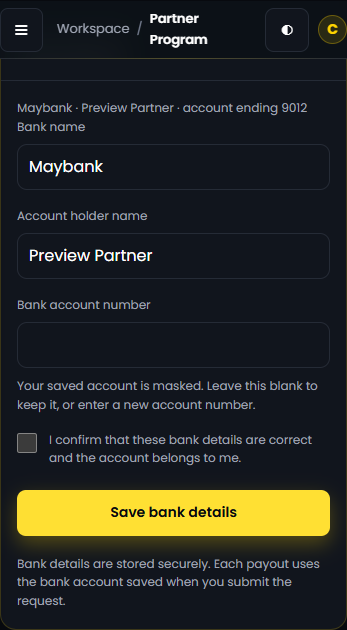 Workspace / Partner Program
C
Maybank · Preview Partner · account ending 9012
Bank name
Maybank
Account holder name
Preview Partner
Bank account number
Your saved account is masked. Leave this blank to
keep it, or enter a new account number.
I confirm that these bank details are correct
and the account belongs to me.
Save bank details
Bank details are stored securely. Each payout uses
the bank account saved when you submit the
request.